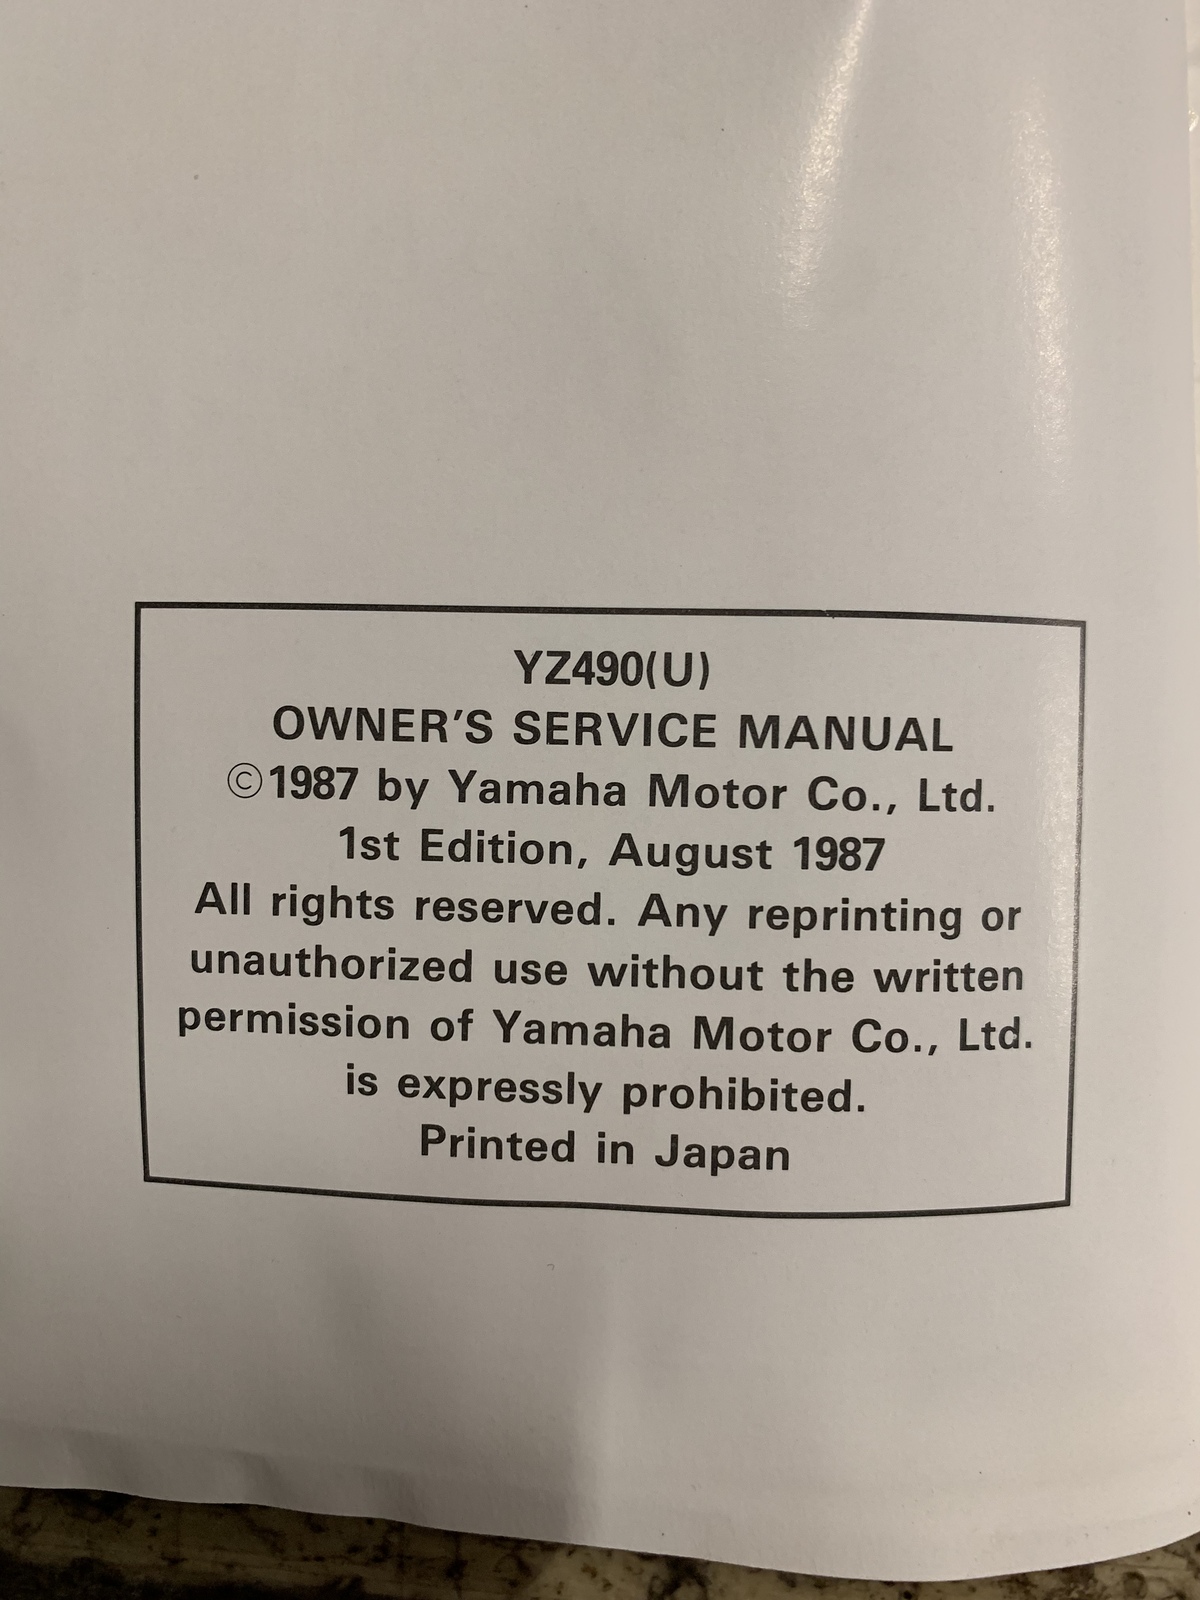 YZ490(U)
OWNER'S SERVICE MANUAL
©1987 by Yamaha Motor Co., Ltd.
1st Edition, August 1987
All rights reserved. Any reprinting or
unauthorized use without the written
permission of Yamaha Motor Co., Ltd.
is expressly prohibited.
Printed in Japan